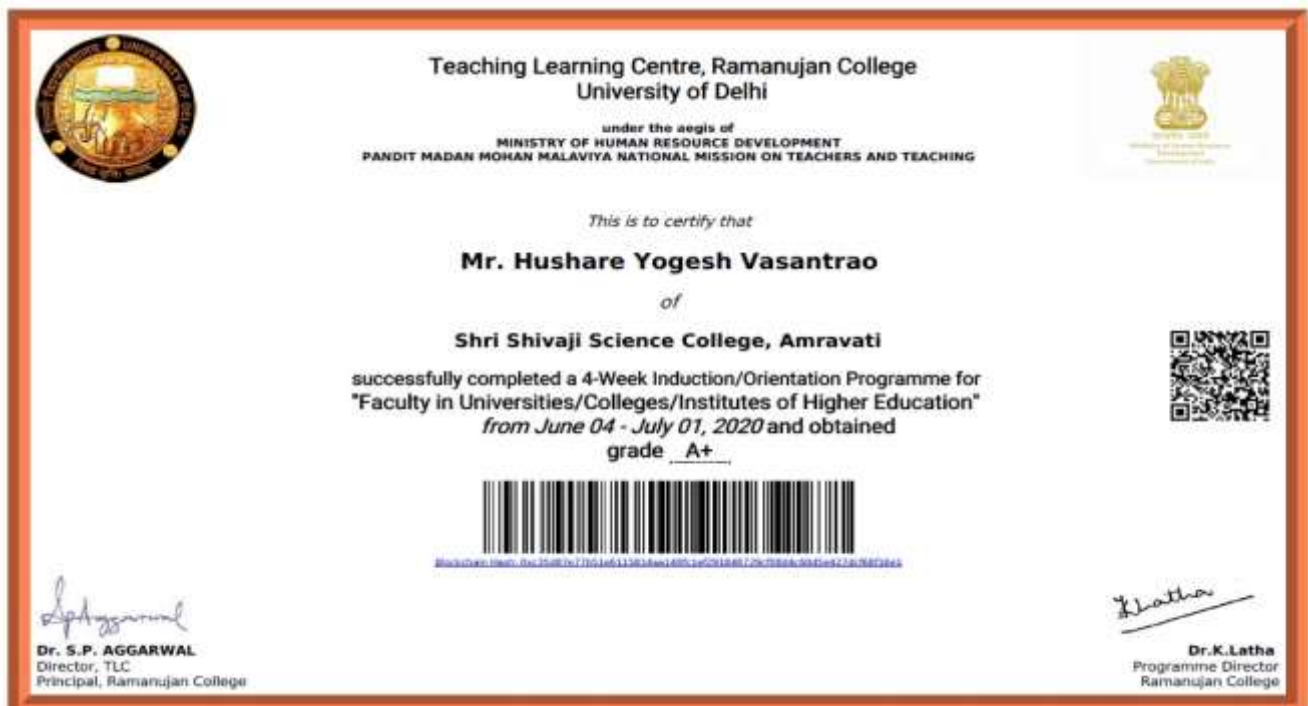 Teaching Learning Centre, Ramanujan College
University of Delhi
under the aegis of
MINISTRY OF HUMAN RESOURCE DEVELOPMENT
PANDIT MADAN MOHAN MALAVIYA NATIONAL MISSION ON TEACHERS AND TEACHING
This is to certify that
Mr. Hushare Yogesh Vasantrao
of
Shri Shivaji Science College, Amravati
successfully completed a 4-Week Induction/Orientation Programme for
"Faculty in Universities/Colleges/Institutes of Higher Education"
from June 04 - July 01, 2020 and obtained
grade A+
Blockchain Hash:
SpAggarwal
Dr. S.P. AGGARWAL
Director, TLC
Principal, Ramanujan College
KLatha
Dr.K.Latha
Programme Director
Ramanujan College